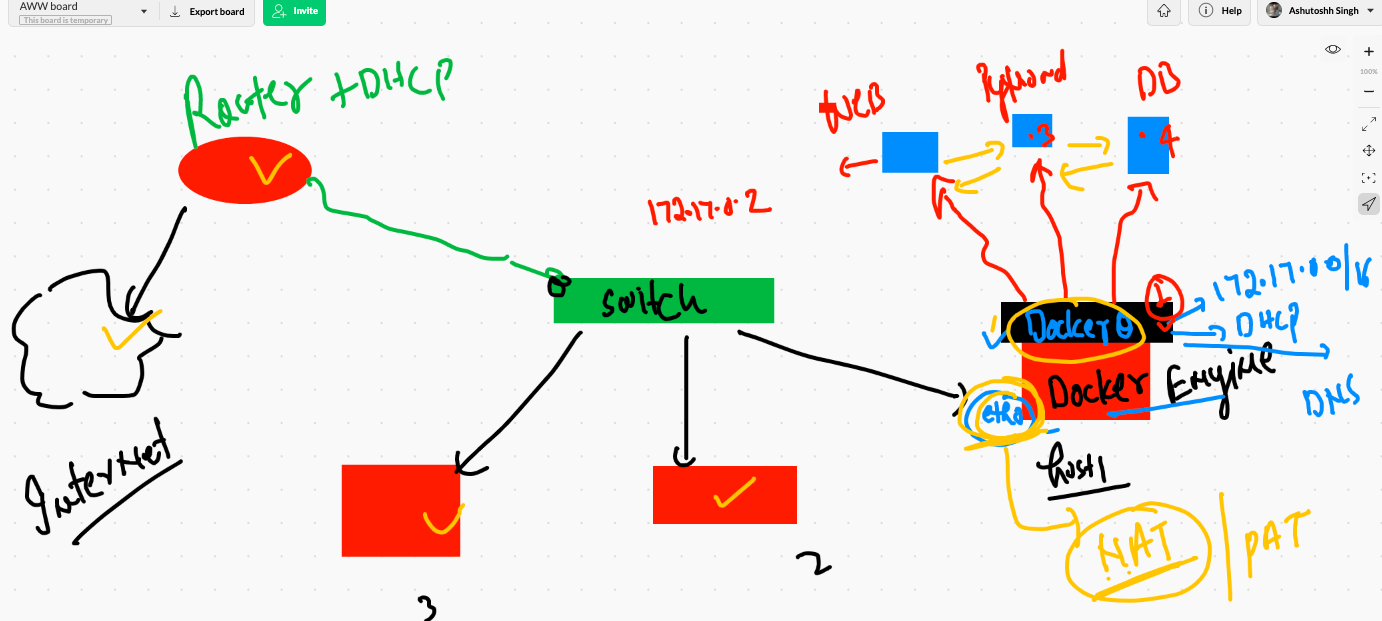 AWW board
This board is temporary
Export board
Invite
Help
Ashutoshh Singh
100%
Router + DHCP
WEB
DB
.3
.4
172.17.0.2
switch
172.17.0.0/16
Docker 0
DHCP
Docker Engine
DNS
eth0
host1
Internet
NAT
PAT
2
3